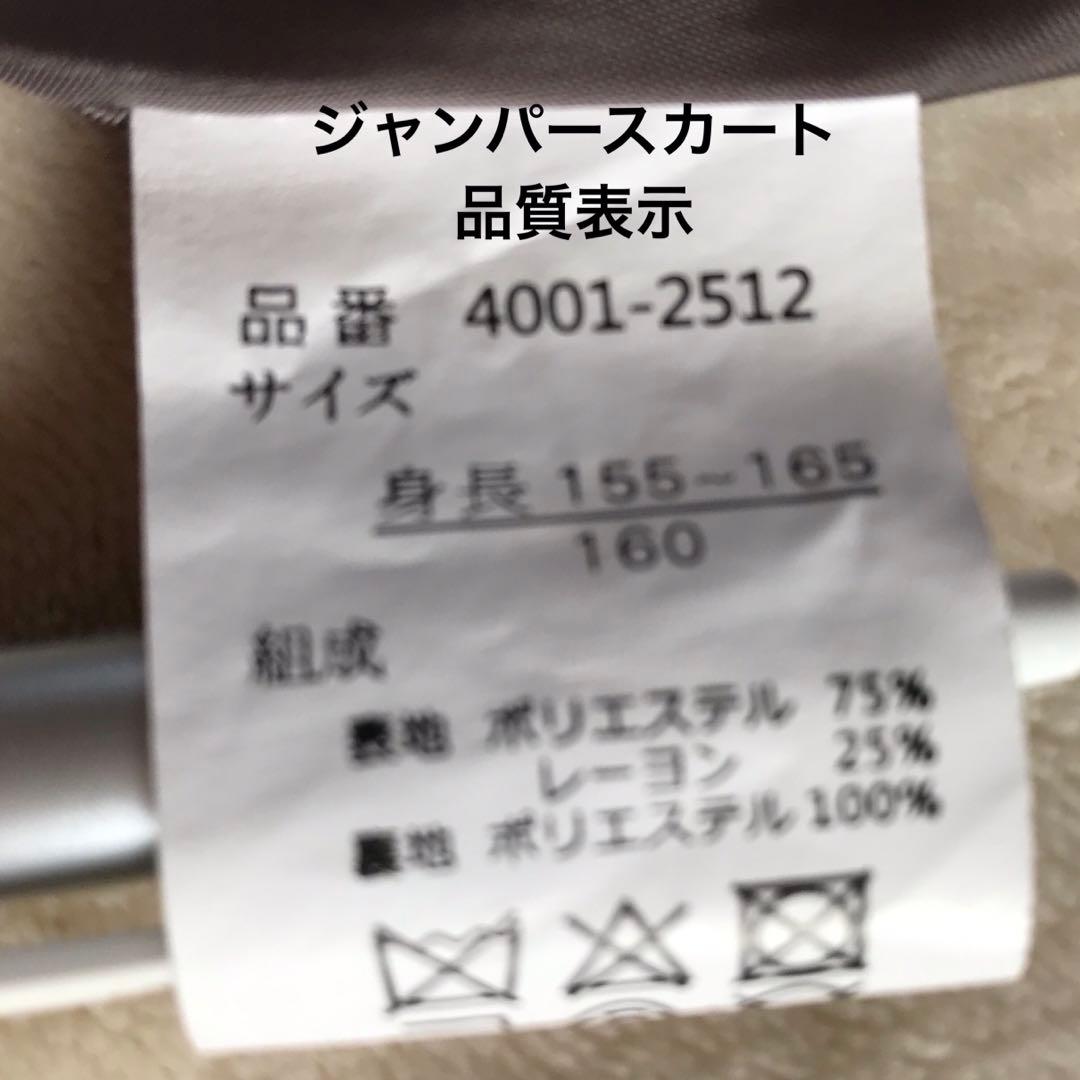 ジャンパースカート
品質表示
品番 4001-2512
サイズ
身長 155~165
160
組成
表地 ポリエステル 75%
レーヨン 25%
裏地 ポリエステル 100%